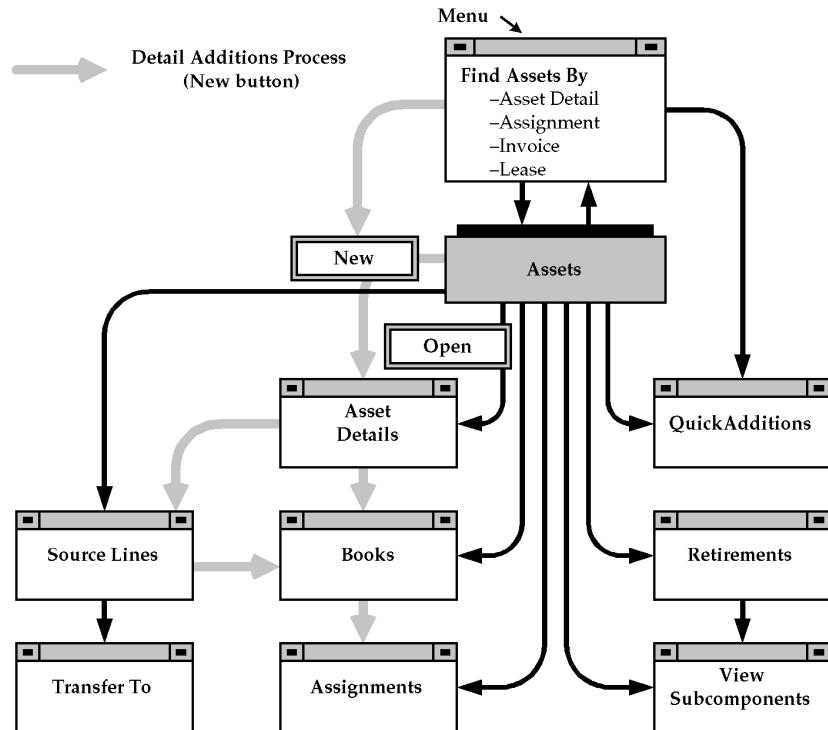 Menu
Detail Additions Process
(New button)
Find Assets By
–Asset Detail
–Assignment
–Invoice
–Lease
New
Assets
Open
Asset
Details
QuickAdditions
Source Lines
Books
Retirements
Transfer To
Assignments
View
Subcomponents